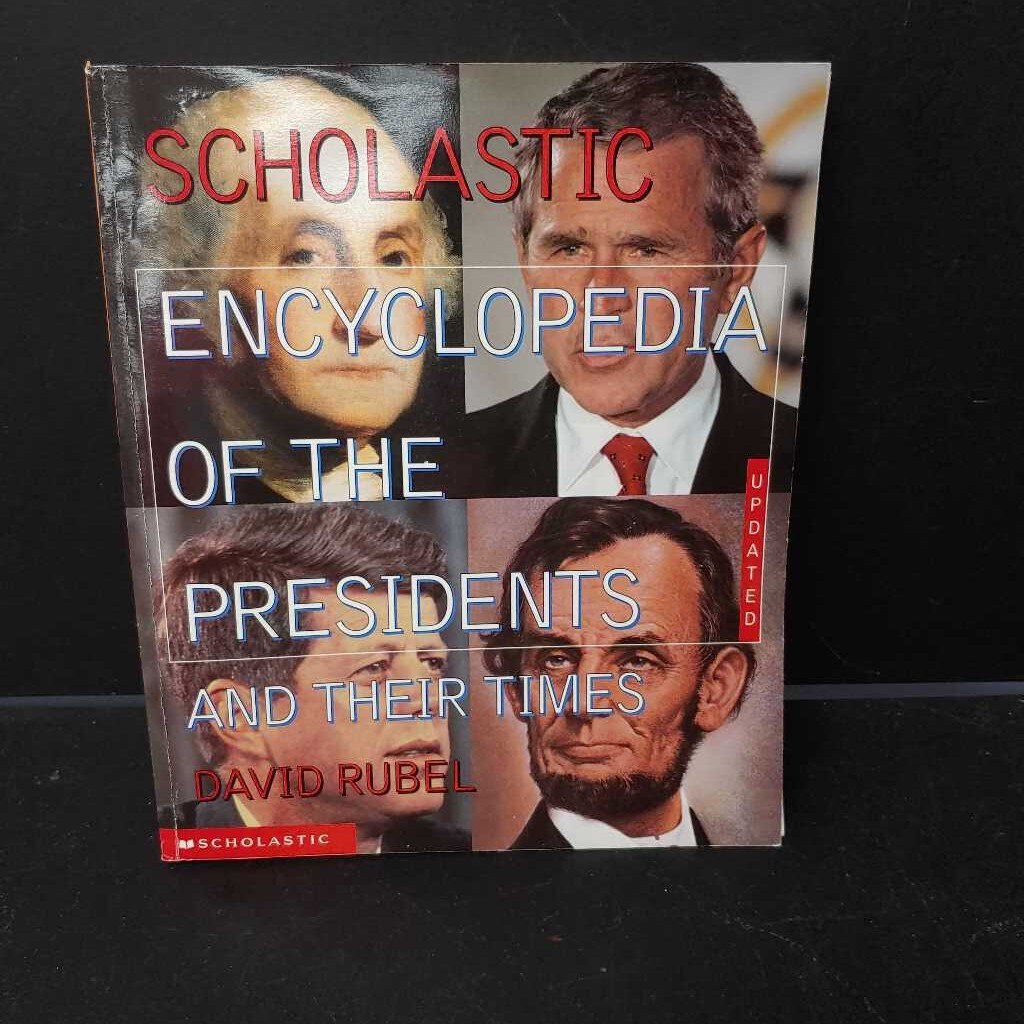 SCHOLASTIC
ENCYCLOPEDIA
OF THE
PRESIDENTS
UPDATED
AND THEIR TIMES
DAVID RUBEL
SCHOLASTIC